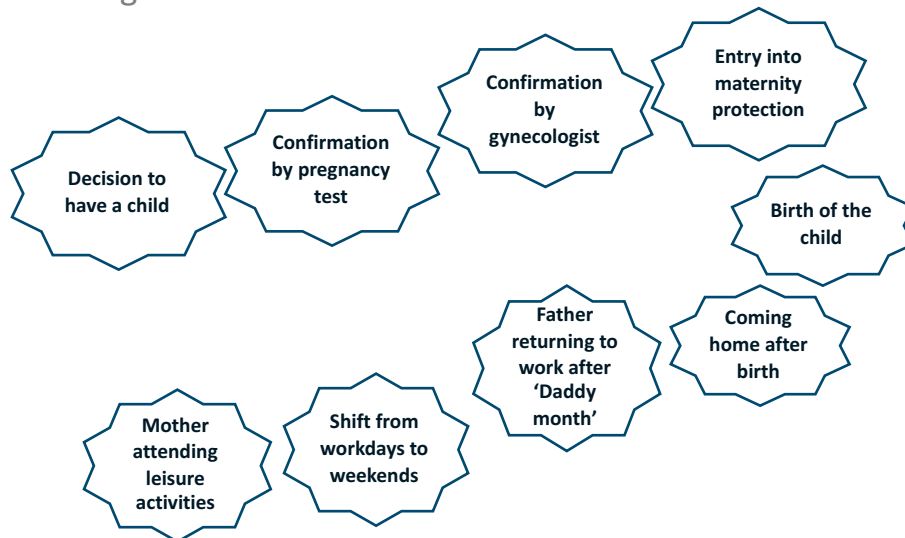 Decision to
have a child
Confirmation
by pregnancy
test
Confirmation
by
gynecologist
Entry into
maternity
protection
Birth of the
child
Coming
home after
birth
Father
returning to
work after
‘Daddy
month’
Shift from
workdays to
weekends
Mother
attending
leisure
activities